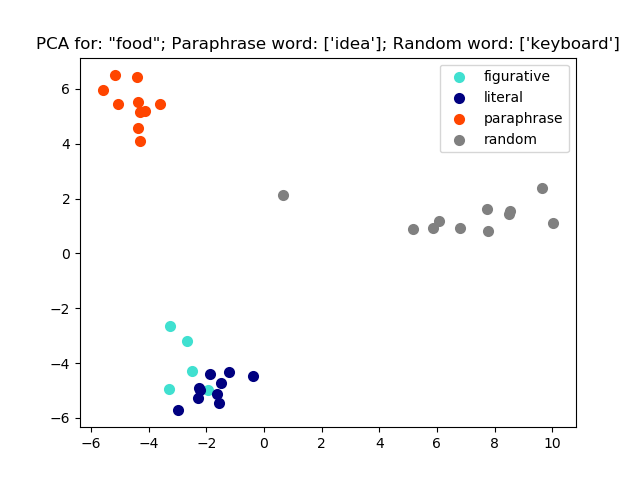 PCA for: "food"; Paraphrase word: ['idea']; Random word: ['keyboard']
figurative
literal
paraphrase
random
6
4
2
0
−2
−4
−6
−6 −4 −2 0 2 4 6 8 10